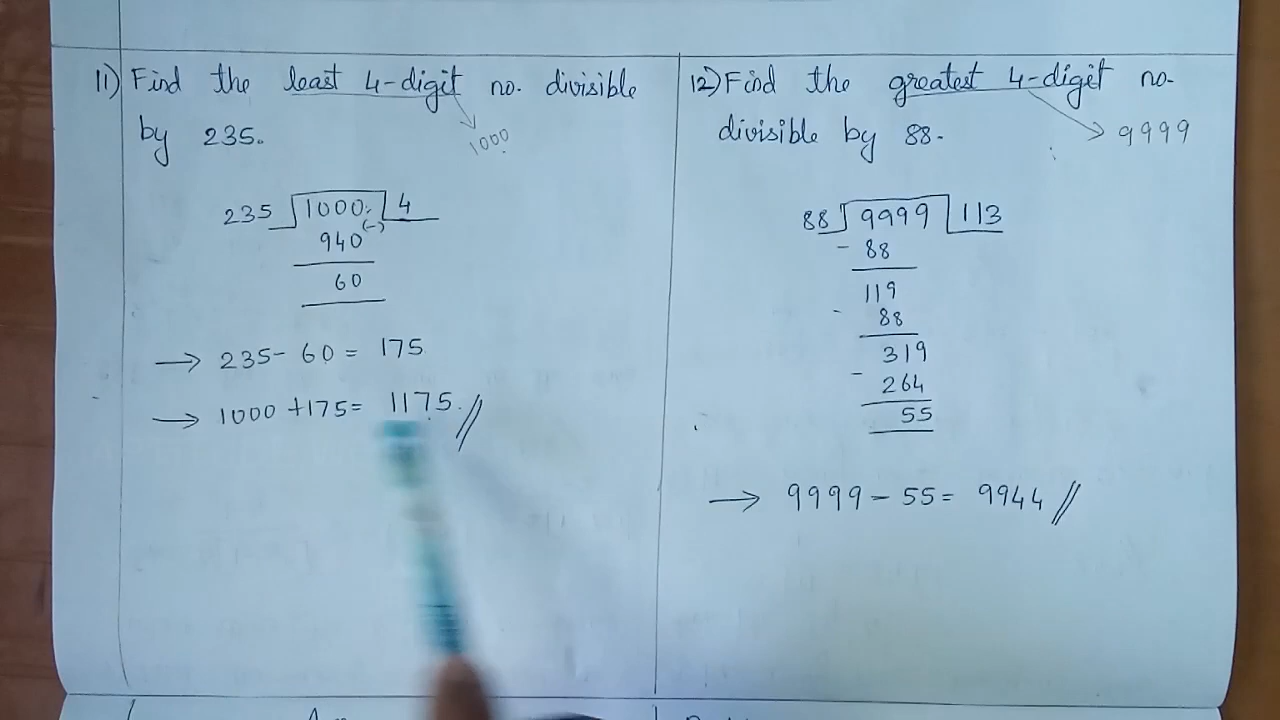 11) Find the least 4-digit no. divisible
by 235.
1000
235 1000 4
940 (-)
60
→ 235- 60 = 175
→ 1000 +175= 1175 //
12) Find the greatest 4-digit no.
divisible by 88.
9999
88 9999 113
- 88
119
- 88
319
- 264
55
→ 9999 - 55 = 9944 //